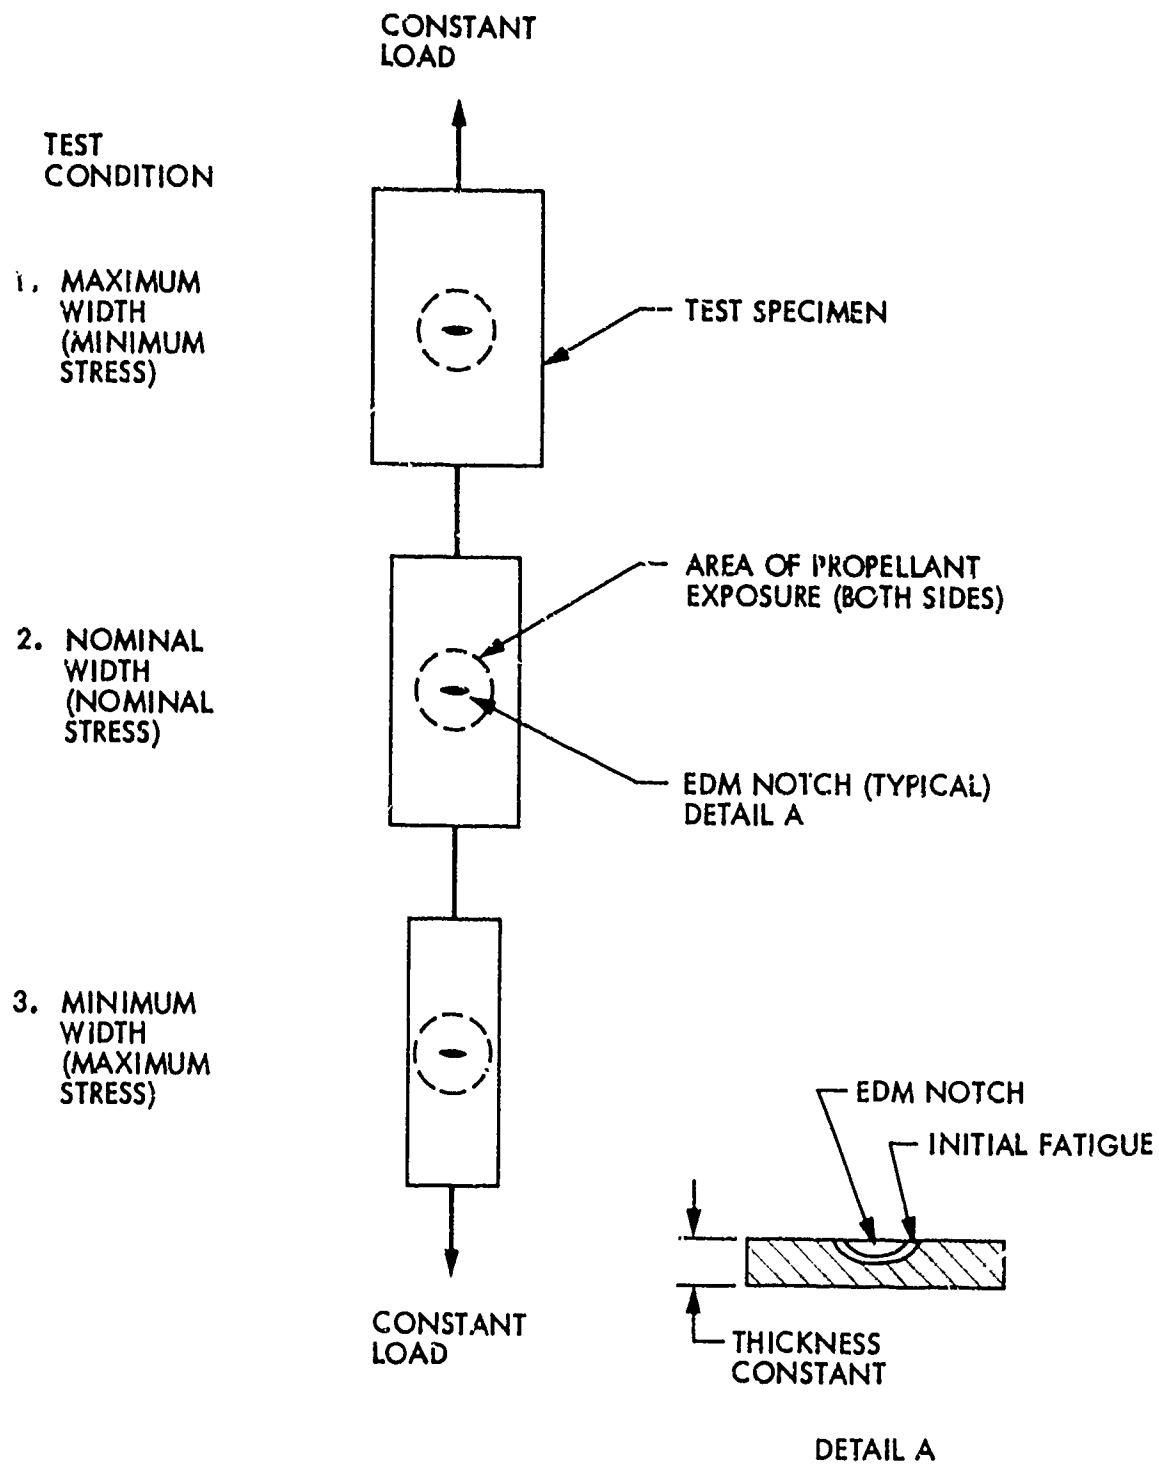 CONSTANT
LOAD
TEST
CONDITION
1. MAXIMUM
WIDTH
(MINIMUM
STRESS)
TEST SPECIMEN
AREA OF PROPELLANT
EXPOSURE (BOTH SIDES)
2. NOMINAL
WIDTH
(NOMINAL
STRESS)
EDM NOTCH (TYPICAL)
DETAIL A
3. MINIMUM
WIDTH
(MAXIMUM
STRESS)
EDM NOTCH
INITIAL FATIGUE
CONSTANT
LOAD
THICKNESS
CONSTANT
DETAIL A